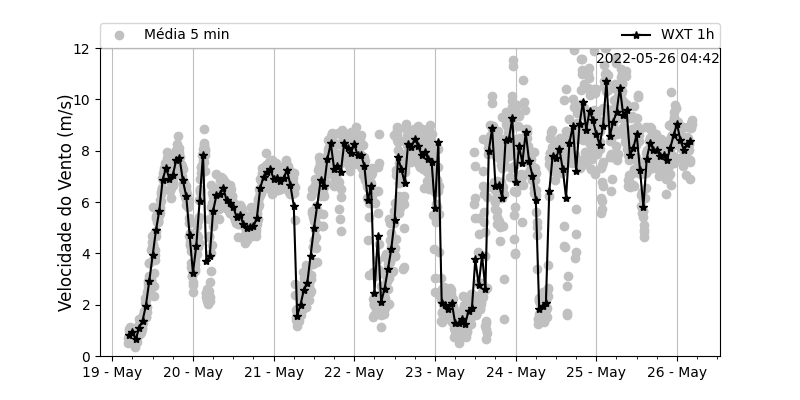 Média 5 min
WXT 1h
2022-05-26 04:42
Velocidade do Vento (m/s)
12
10
8
6
4
2
0
19 - May
20 - May
21 - May
22 - May
23 - May
24 - May
25 - May
26 - May